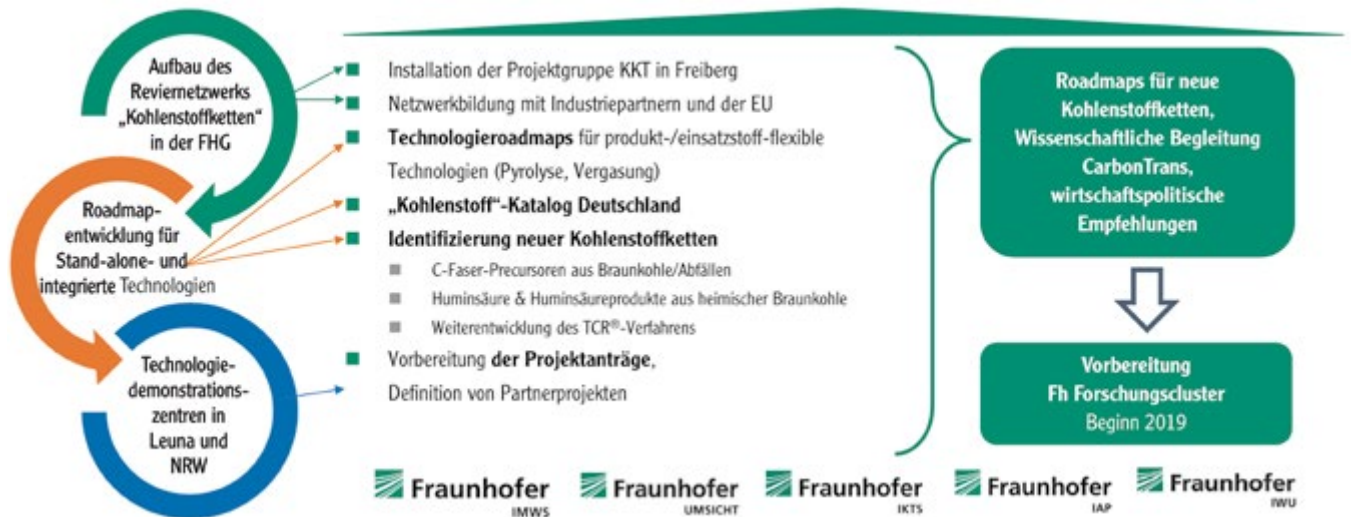 Aufbau des
Reviernetzwerks
„Kohlenstoffketten“
in der FHG
Roadmap-
entwicklung für
Stand-alone- und
integrierte Technologien
Technologie-
demonstrations-
zentren in
Leuna und
NRW
Installation der Projektgruppe KKT in Freiberg
Netzwerkbildung mit Industriepartnern und der EU
Technologieroadmaps für produkt-/einsatzstoff-flexible
Technologien (Pyrolyse, Vergasung)
„Kohlenstoff“-Katalog Deutschland
Identifizierung neuer Kohlenstoffketten
C-Faser-Precursoren aus Braunkohle/Abfällen
Huminsäure & Huminsäureprodukte aus heimischer Braunkohle
Weiterentwicklung des TCR®-Verfahrens
Vorbereitung der Projektanträge,
Definition von Partnerprojekten
Roadmaps für neue
Kohlenstoffketten,
Wissenschaftliche Begleitung
CarbonTrans,
wirtschaftspolitische
Empfehlungen
Vorbereitung
Fh Forschungscluster
Beginn 2019
Fraunhofer
IMWS
Fraunhofer
UMSICHT
Fraunhofer
IKTS
Fraunhofer
IAP
Fraunhofer
IWU